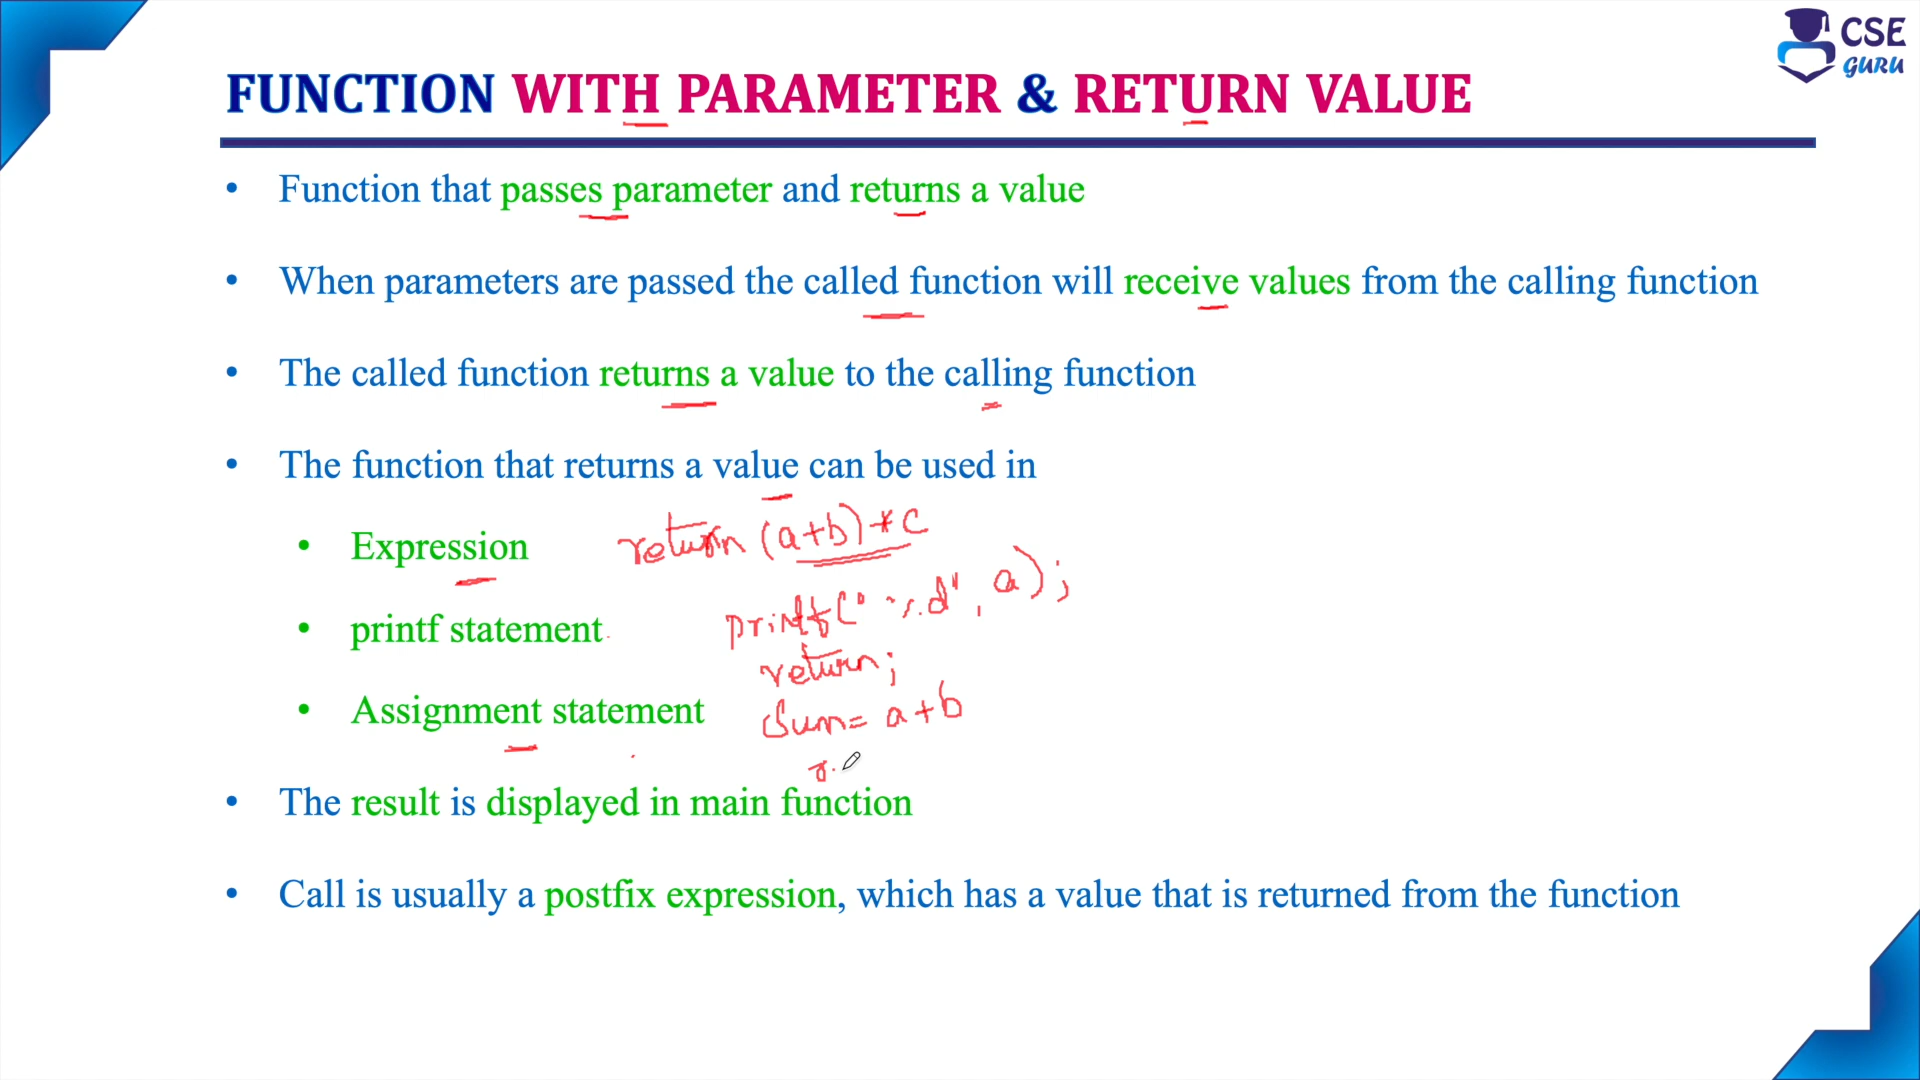 CSE
GURU
FUNCTION WITH PARAMETER & RETURN VALUE
• Function that passes parameter and returns a value
• When parameters are passed the called function will receive values from the calling function
• The called function returns a value to the calling function
• The function that returns a value can be used in
• Expression return (a+b)*c
• printf statement printf("%d", a);
return;
• Assignment statement Sum= a+b
• The result is displayed in main function
• Call is usually a postfix expression, which has a value that is returned from the function